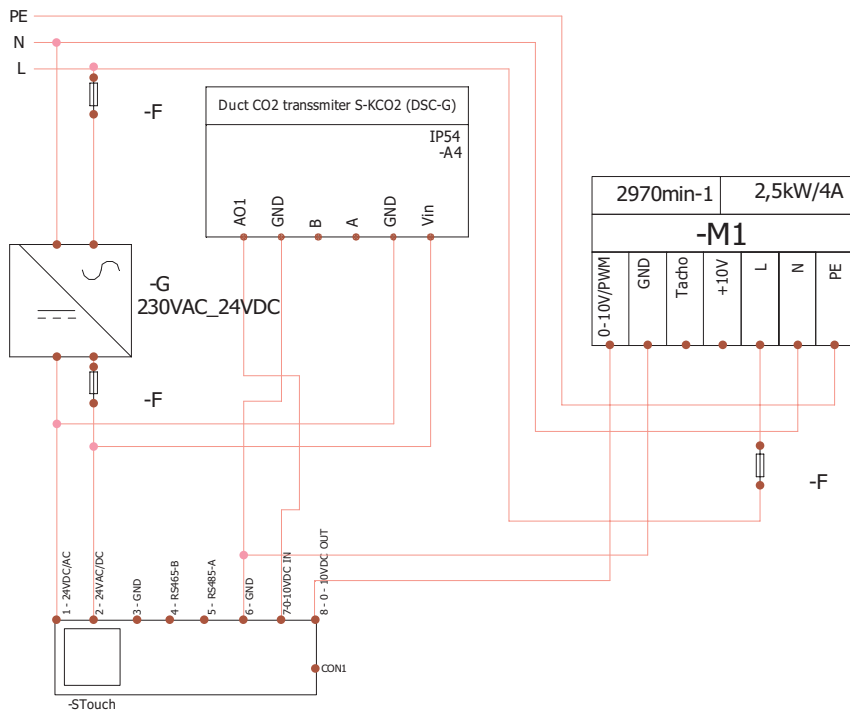 PE
N
L
-F
Duct CO2 transsmiter S-KCO2 (DSC-G)
IP54
-A4
AO1
GND
B
A
GND
Vin
2970min-1
2,5kW/4A
-M1
0-10V/PWM
GND
Tacho
+10V
L
N
PE
-G
230VAC_24VDC
-F
-F
1 - 24VDC/AC
2 - 24VAC/DC
3 - GND
4 - RS465-B
5 - RS485-A
6 - GND
7-0-10VDC IN
8 - 0 - 10VDC OUT
CON1
-STouch